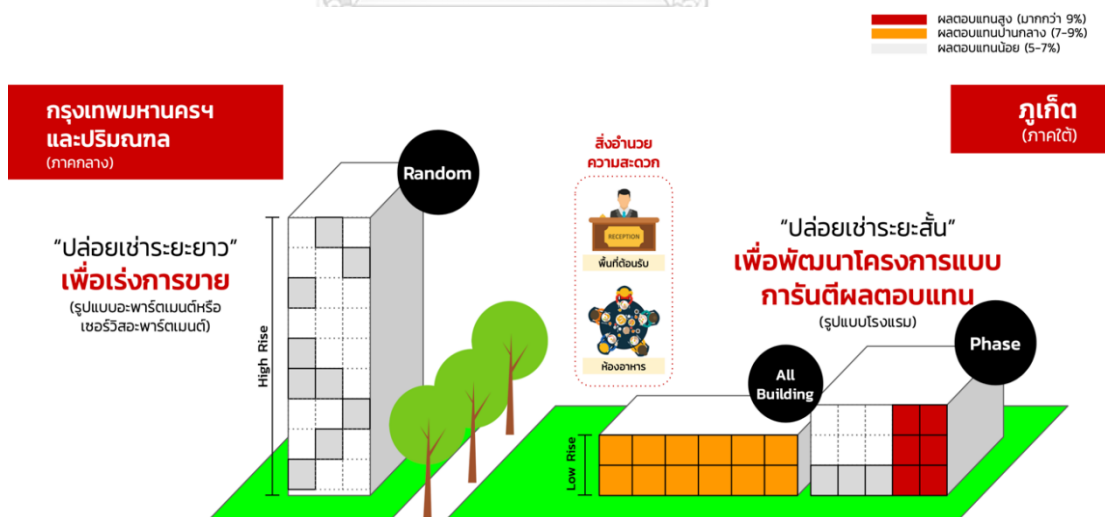 ผลตอบแทนสูง (มากกว่า 9%)
ผลตอบแทนปานกลาง (7-9%)
ผลตอบแทนน้อย (5-7%)
กรุงเทพมหานครฯ
และปริมณฑล
(ภาคกลาง)
Random
สิ่งอำนวย
ความสะดวก
ภูเก็ต
(ภาคใต้)
"ปล่อยเช่าระยะยาว"
เพื่อเร่งการขาย
(รูปแบบอะพาร์ตเมนต์หรือ
เซอร์วิสอะพาร์ตเมนต์)
High Rise
RECEPTION
พื้นที่ต้อนรับ
ห้องอาหาร
"ปล่อยเช่าระยะสั้น"
เพื่อพัฒนาโครงการแบบ
การันตีผลตอบแทน
(รูปแบบโรงแรม)
Phase
All
Building
Low Rise